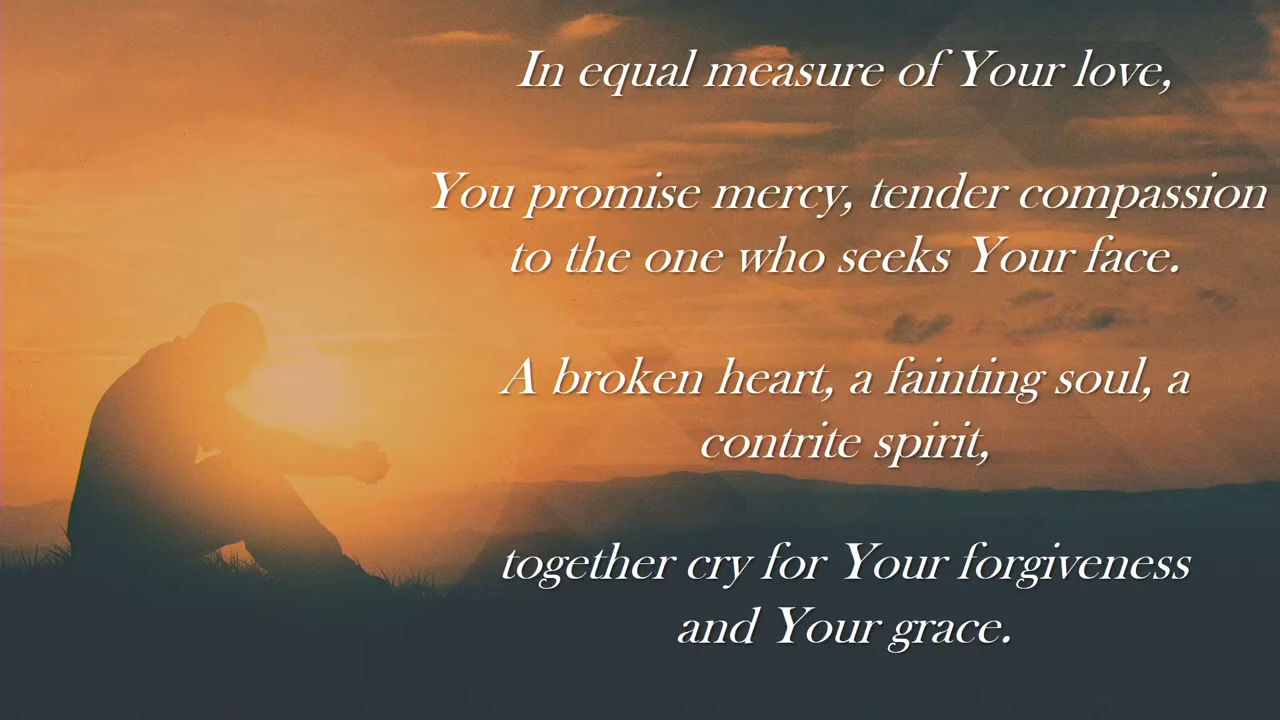 In equal measure of Your love,
You promise mercy, tender compassion
to the one who seeks Your face.
A broken heart, a fainting soul, a
contrite spirit,
together cry for Your forgiveness
and Your grace.